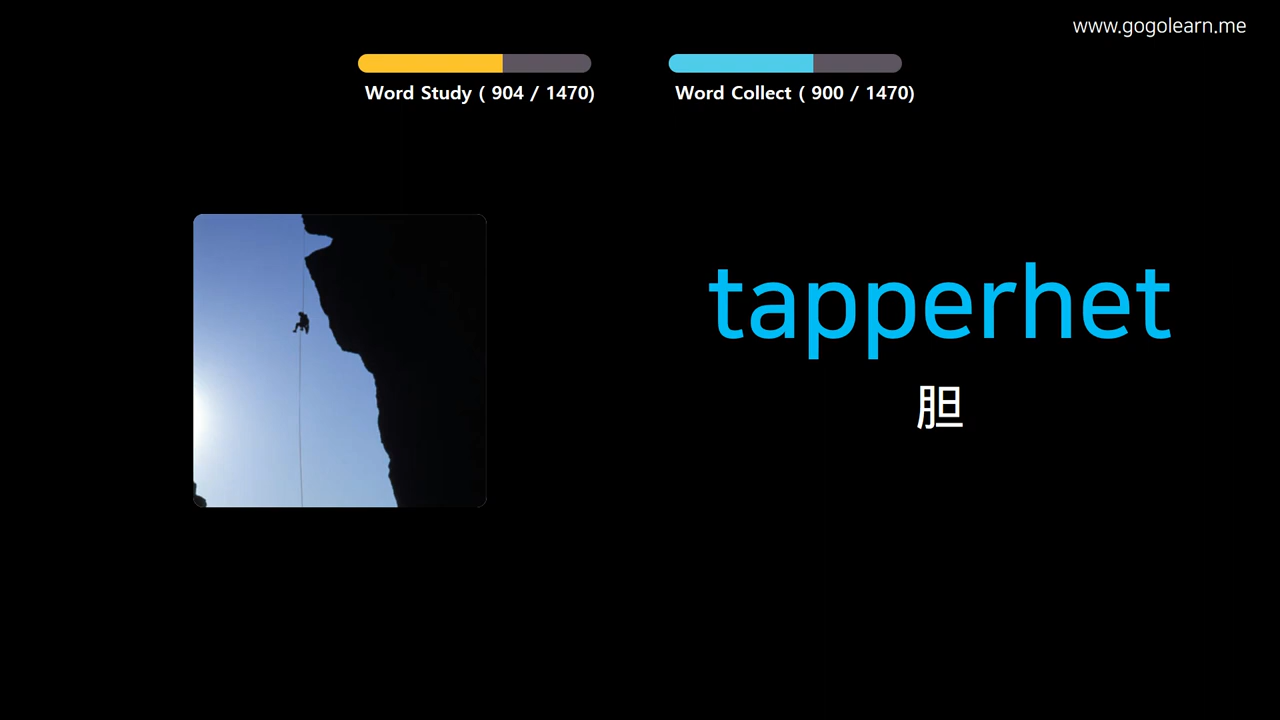 www.gogolearn.me
Word Study ( 904 / 1470)
Word Collect ( 900 / 1470)
tapperhet
胆